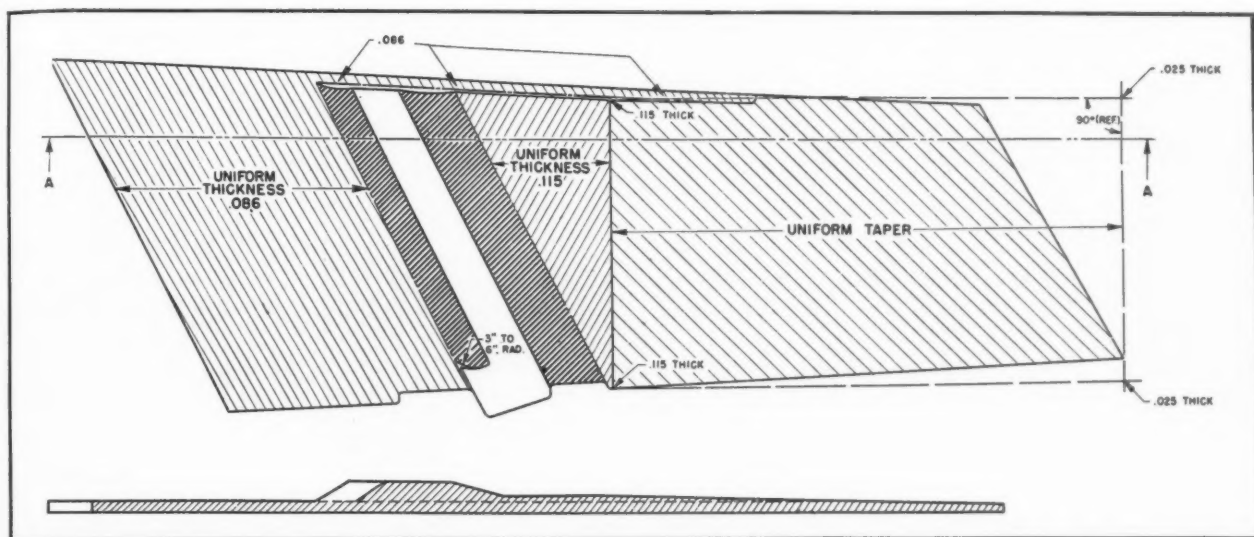 .086
.025 THICK
.115 THICK
90° (REF)
A
A
UNIFORM
THICKNESS
.115
UNIFORM
THICKNESS
.086
UNIFORM TAPER
3" TO
6" RAD.
.115 THICK
.025 THICK